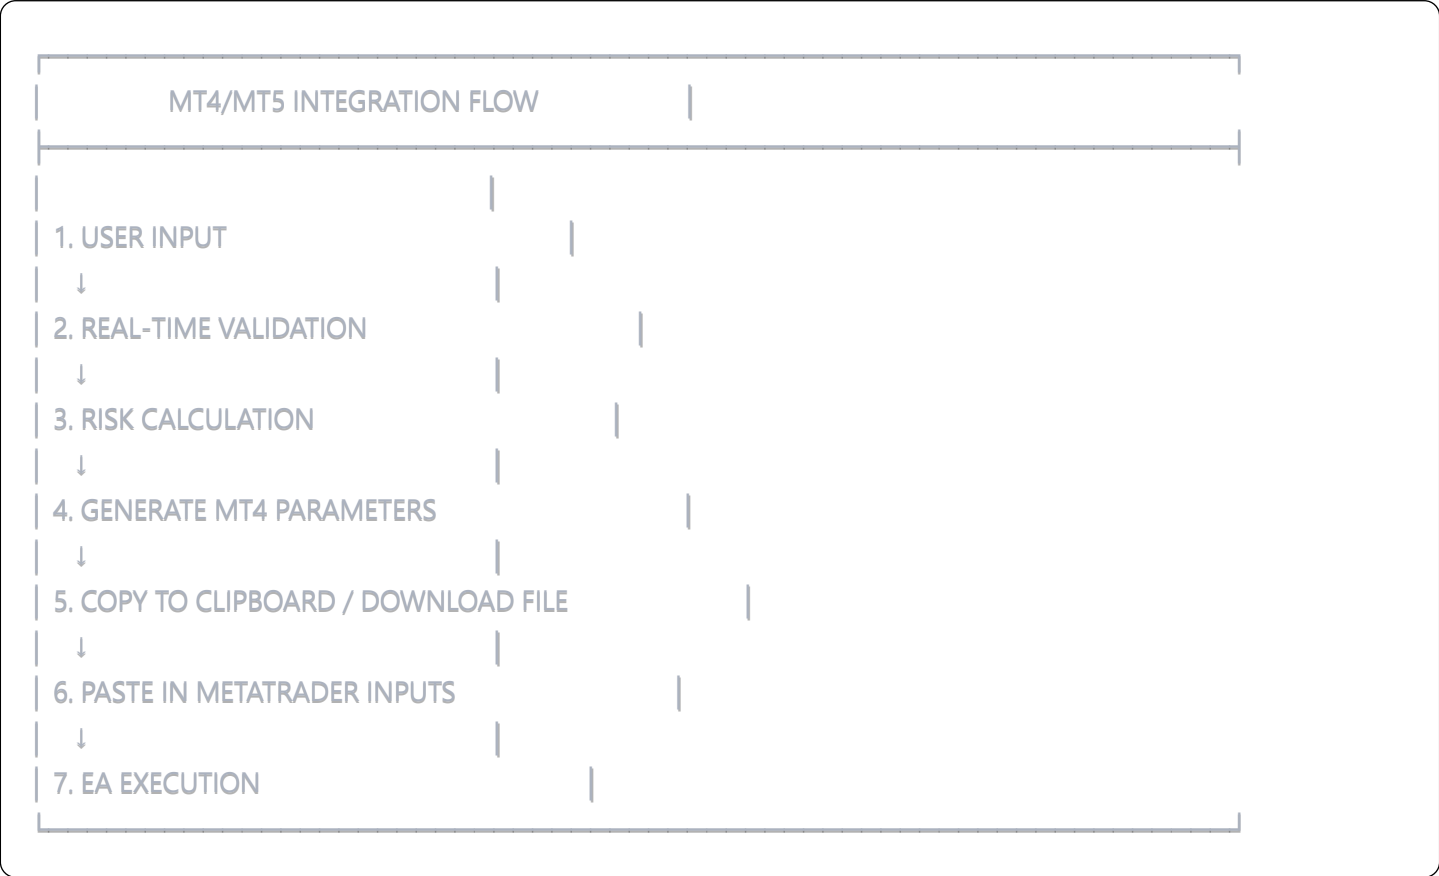 MT4/MT5 INTEGRATION FLOW
1. USER INPUT
↓
2. REAL-TIME VALIDATION
↓
3. RISK CALCULATION
↓
4. GENERATE MT4 PARAMETERS
↓
5. COPY TO CLIPBOARD / DOWNLOAD FILE
↓
6. PASTE IN METATRADER INPUTS
↓
7. EA EXECUTION